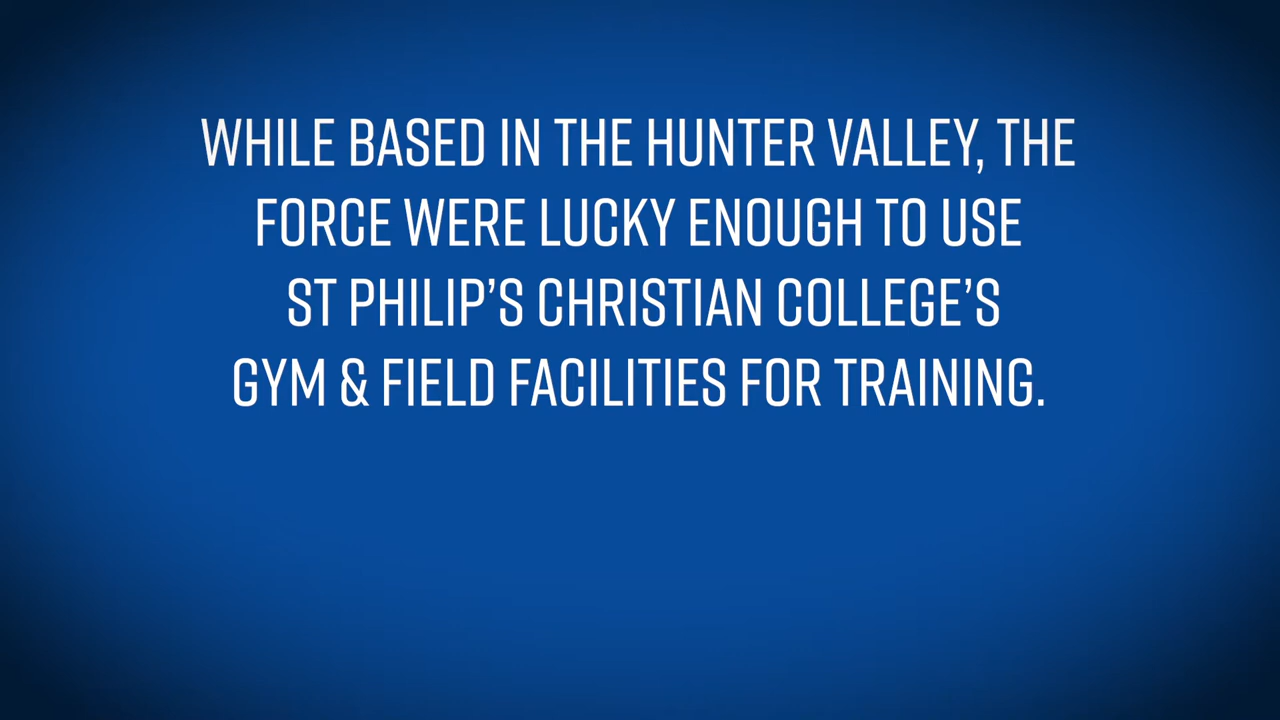 WHILE BASED IN THE HUNTER VALLEY, THE
FORCE WERE LUCKY ENOUGH TO USE
ST PHILIP’S CHRISTIAN COLLEGE’S
GYM & FIELD FACILITIES FOR TRAINING.